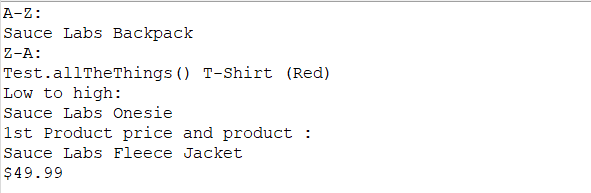 A-Z:
Sauce Labs Backpack
Z-A:
Test.allTheThings() T-Shirt (Red)
Low to high:
Sauce Labs Onesie
1st Product price and product :
Sauce Labs Fleece Jacket
$49.99